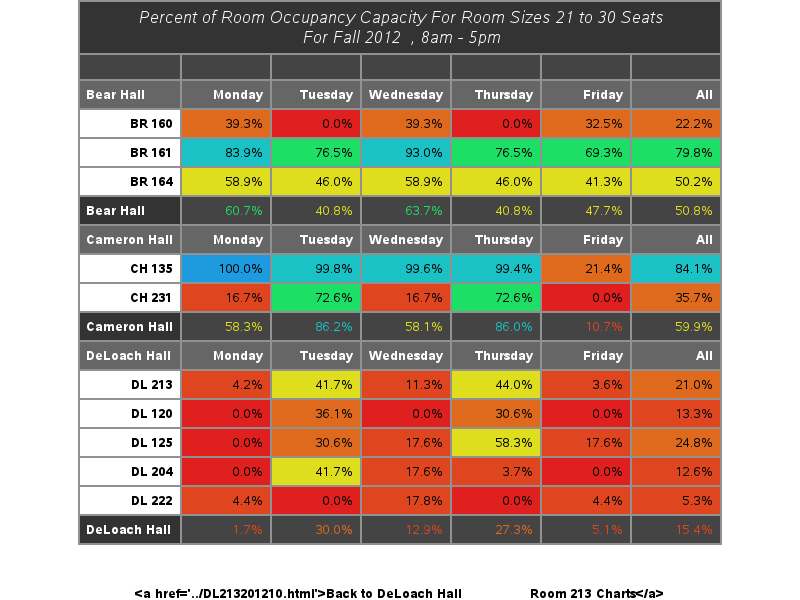 Percent of Room Occupancy Capacity For Room Sizes 21 to 30 Seats
For Fall 2012 , 8am - 5pm
Bear Hall Monday Tuesday Wednesday Thursday Friday All
BR 160 39.3% 0.0% 39.3% 0.0% 32.5% 22.2%
BR 161 83.9% 76.5% 93.0% 76.5% 69.3% 79.8%
BR 164 58.9% 46.0% 58.9% 46.0% 41.3% 50.2%
Bear Hall 60.7% 40.8% 63.7% 40.8% 47.7% 50.8%
Cameron Hall Monday Tuesday Wednesday Thursday Friday All
CH 135 100.0% 99.8% 99.6% 99.4% 21.4% 84.1%
CH 231 16.7% 72.6% 16.7% 72.6% 0.0% 35.7%
Cameron Hall 58.3% 86.2% 58.1% 86.0% 10.7% 59.9%
DeLoach Hall Monday Tuesday Wednesday Thursday Friday All
DL 213 4.2% 41.7% 11.3% 44.0% 3.6% 21.0%
DL 120 0.0% 36.1% 0.0% 30.6% 0.0% 13.3%
DL 125 0.0% 30.6% 17.6% 58.3% 17.6% 24.8%
DL 204 0.0% 41.7% 17.6% 3.7% 0.0% 12.6%
DL 222 4.4% 0.0% 17.8% 0.0% 4.4% 5.3%
DeLoach Hall 1.7% 30.0% 12.9% 27.3% 5.1% 15.4%
<a href='../DL213201210.html'>Back to DeLoach Hall Room 213 Charts</a>